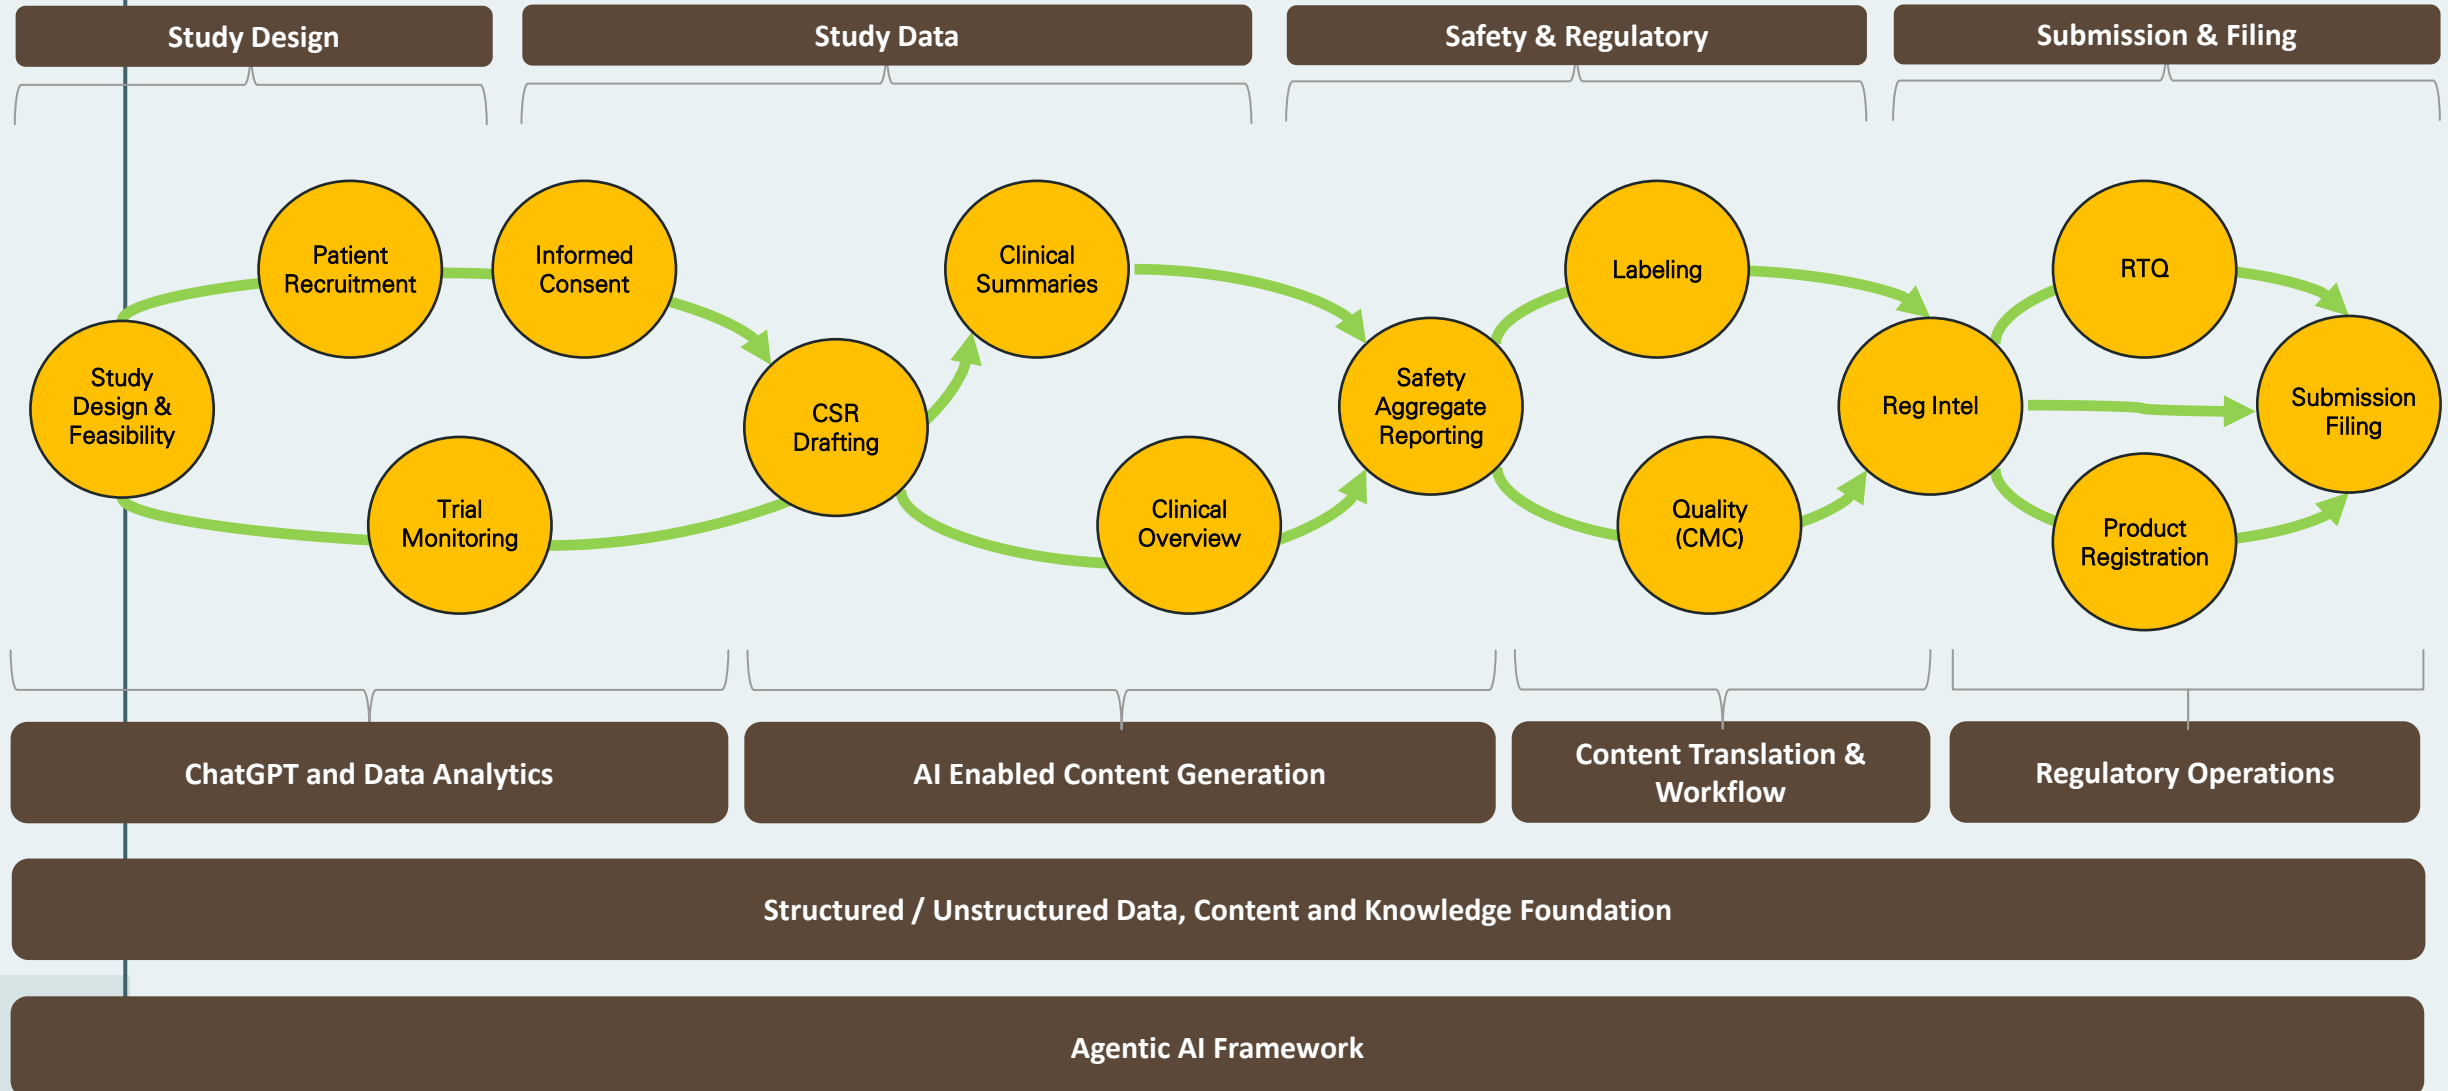 Study Design
Study Data
Safety & Regulatory
Submission & Filing
Patient
Recruitment
Informed
Consent
Clinical
Summaries
Labeling
RTQ
Study
Design &
Feasibility
CSR
Drafting
Safety
Aggregate
Reporting
Reg Intel
Submission
Filing
Trial
Monitoring
Clinical
Overview
Quality
(CMC)
Product
Registration
ChatGPT and Data Analytics
AI Enabled Content Generation
Content Translation &
Workflow
Regulatory Operations
Structured / Unstructured Data, Content and Knowledge Foundation
Agentic AI Framework